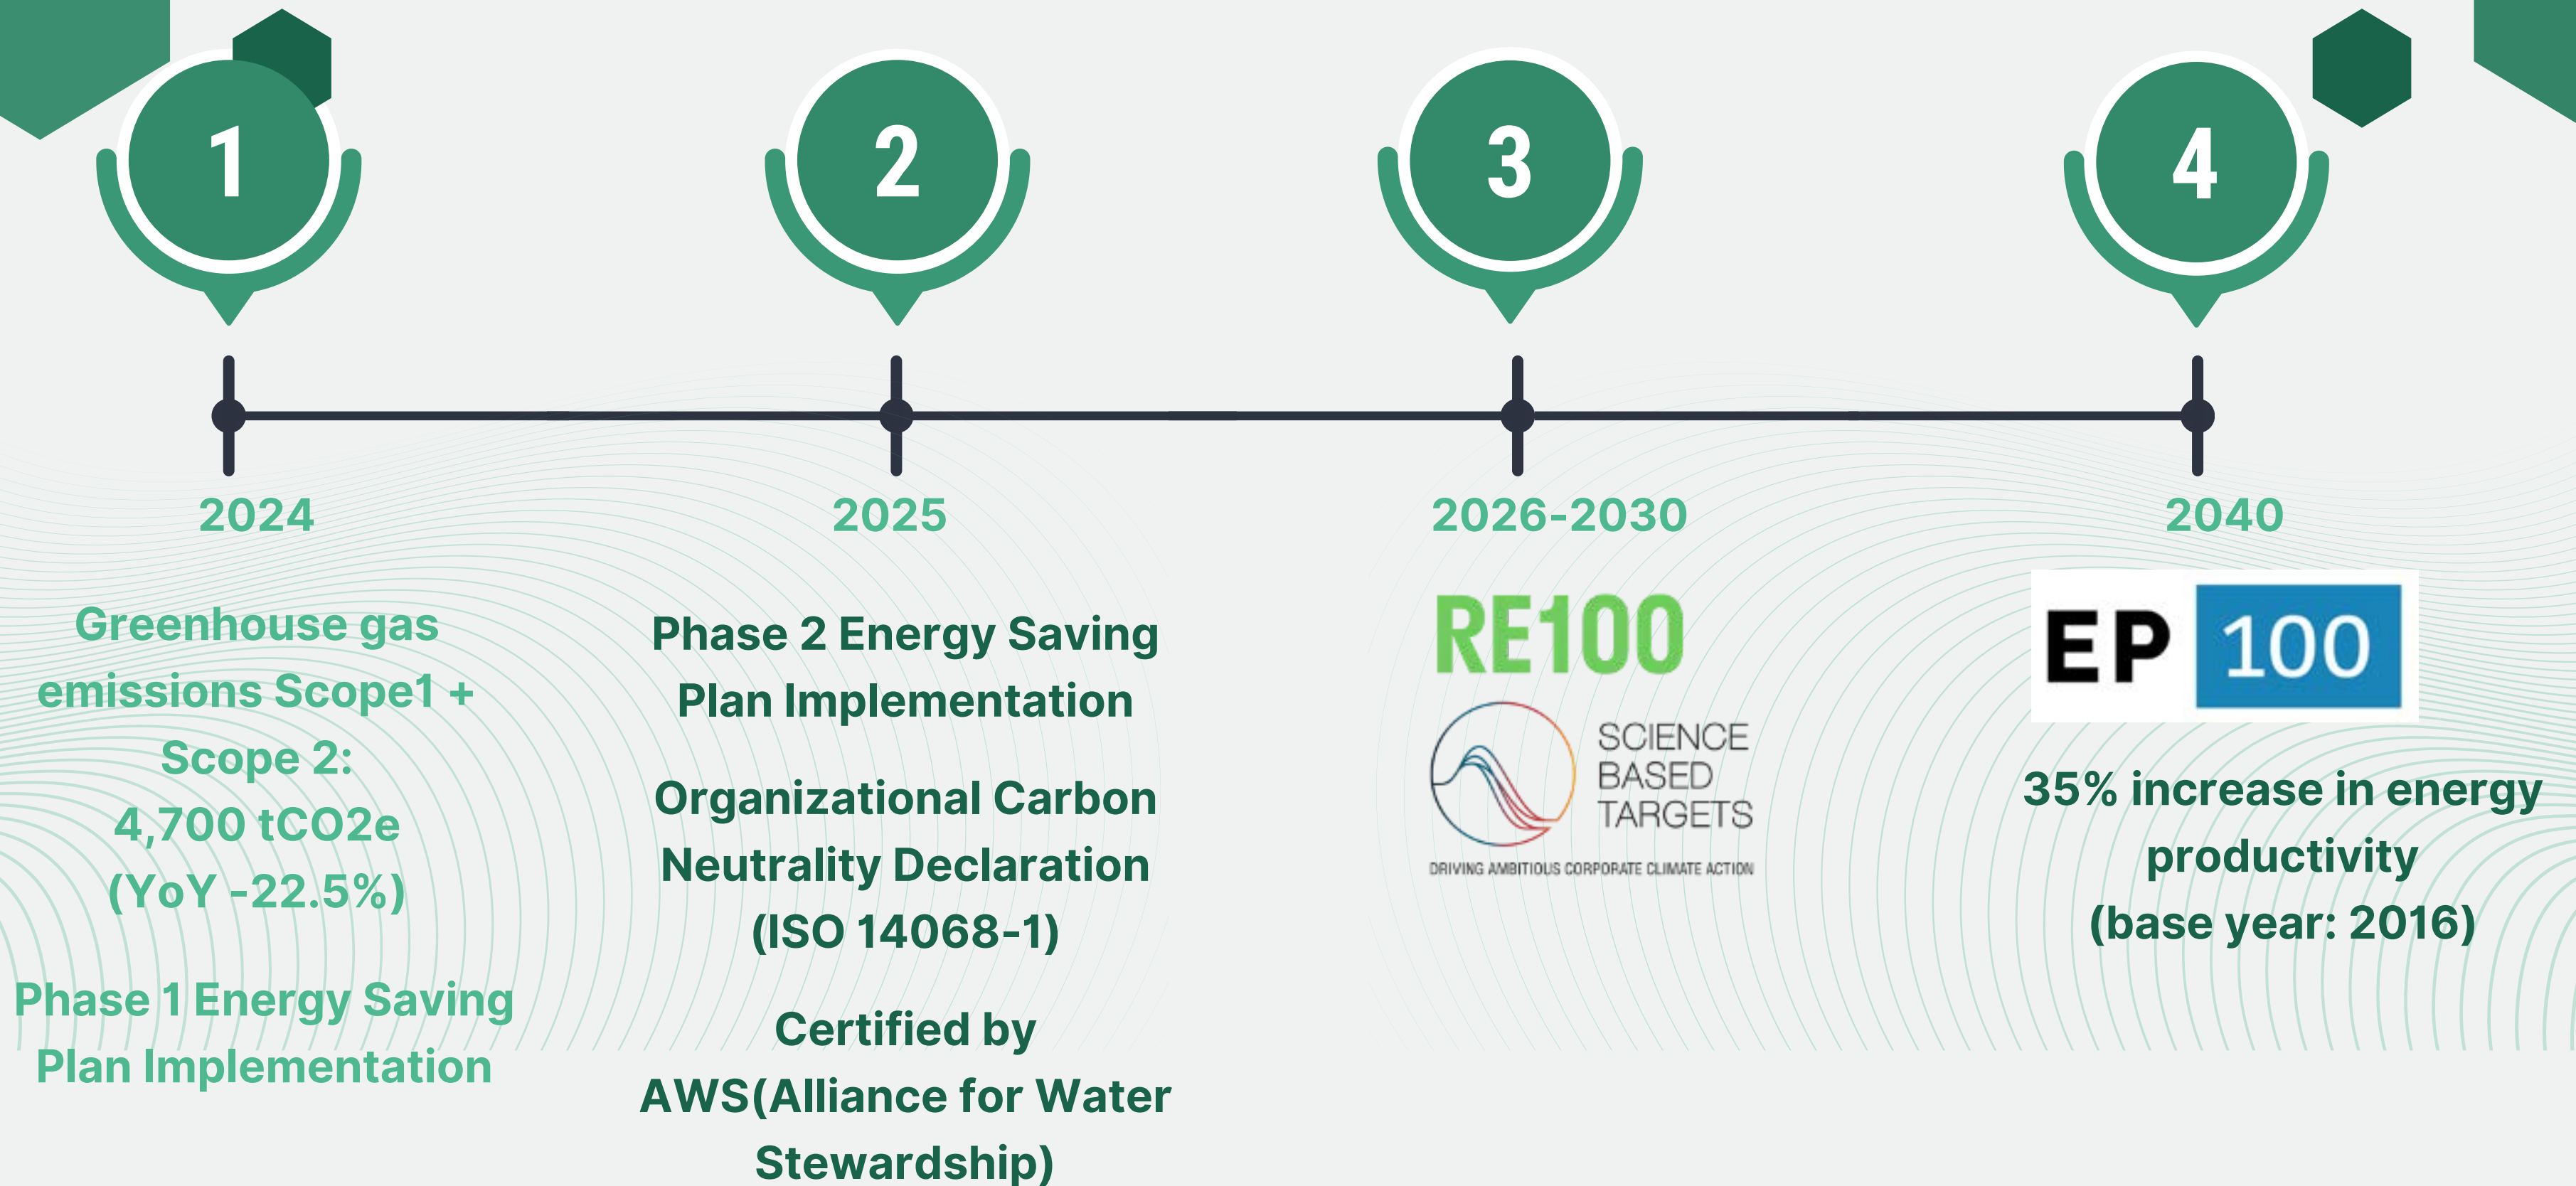 1
2
3
4
2024
2025
2026-2030
2040
Greenhouse gas
emissions Scope1 +
Scope 2:
4,700 tCO2e
(YoY -22.5%)
Phase 1 Energy Saving
Plan Implementation
Phase 2 Energy Saving
Plan Implementation
Organizational Carbon
Neutrality Declaration
(ISO 14068-1)
Certified by
AWS(Alliance for Water
Stewardship)
RE100
SCIENCE
BASED
TARGETS
DRIVING AMBITIOUS CORPORATE CLIMATE ACTION
EP 100
35% increase in energy
productivity
(base year: 2016)